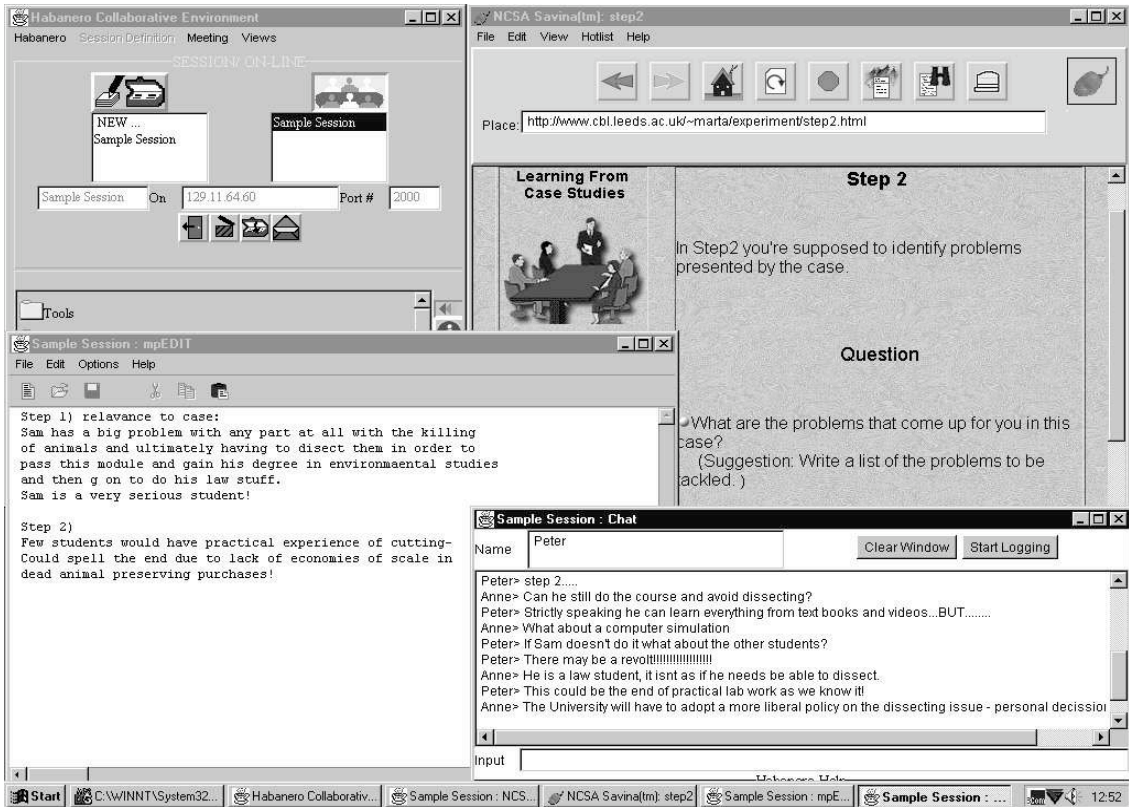 Habanero Collaborative Environment
Habanero Session Definition Meeting Views
SESSION/ ON-LINE
NEW ...
Sample Session
Sample Session
Sample Session On 129.11.64.60 Port # 2000
Tools
NCSA Savina(tm): step2
File Edit View Hotlist Help
Place: http://www.cbl.leeds.ac.uk/~marta/experiment/step2.html
Learning From
Case Studies
Step 2
In Step2 you're supposed to identify problems
presented by the case.
Question
What are the problems that come up for you in this
case?
(Suggestion: Write a list of the problems to be
tackled. )
Sample Session : mpEDIT
File Edit Options Help
Step 1) relavance to case:
Sam has a big problem with any part at all with the killing
of animals and ultimately having to disect them in order to
pass this module and gain his degree in environmaental studies
and then g on to do his law stuff.
Sam is a very serious student!
Step 2)
Few students would have practical experience of cutting-
Could spell the end due to lack of economies of scale in
dead animal preserving purchases!
Sample Session : Chat
Name Peter Clear Window Start Logging
Peter> step 2.....
Anne> Can he still do the course and avoid dissecting?
Peter> Strictly speaking he can learn everything from text books and videos...BUT........
Anne> What about a computer simulation
Peter> If Sam doesn't do it what about the other students?
Peter> There may be a revolt!!!!!!!!!!!!!!!!!!
Anne> He is a law student, it isnt as if he needs be able to dissect.
Peter> This could be the end of practical lab work as we know it!
Anne> The University will have to adopt a more liberal policy on the dissecting issue - personal decission
Input
Habanero Help
Start C:\WINNT\System32... Habanero Collaborativ... Sample Session : NCS... NCSA Savina(tm): step2 Sample Session : mpE... Sample Session : ... 12:52